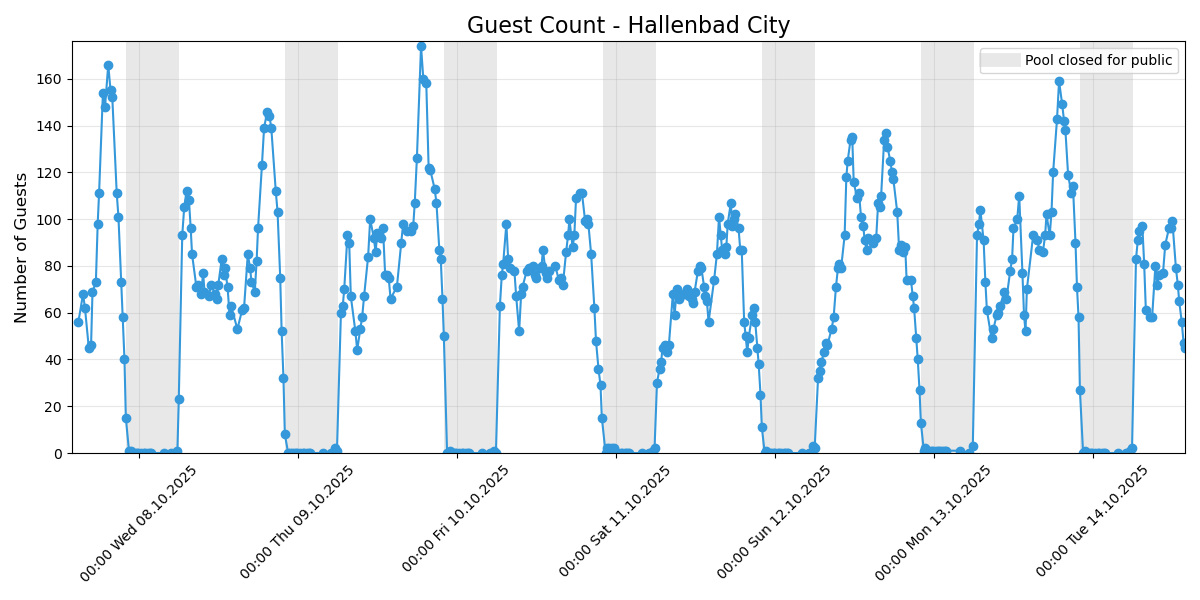 Guest Count - Hallenbad City
Pool closed for public
Number of Guests
160
140
120
100
80
60
40
20
0
00:00 Wed 08.10.2025
00:00 Thu 09.10.2025
00:00 Fri 10.10.2025
00:00 Sat 11.10.2025
00:00 Sun 12.10.2025
00:00 Mon 13.10.2025
00:00 Tue 14.10.2025